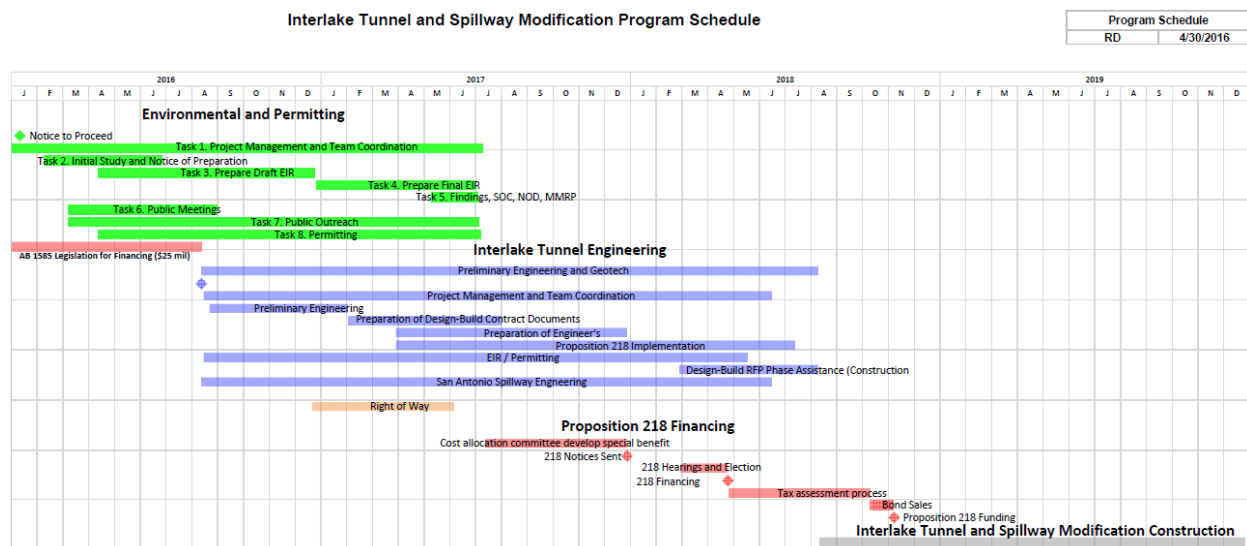 Interlake Tunnel and Spillway Modification Program Schedule
Program Schedule
RD 4/30/2016
2016 2017 2018 2019
J F M A M J J A S O N D J F M A M J J A S O N D J F M A M J J A S O N D J F M A M J J A S O N D
Environmental and Permitting
Notice to Proceed
Task 1. Project Management and Team Coordination
Task 2. Initial Study and Notice of Preparation
Task 3. Prepare Draft EIR
Task 4. Prepare Final EIR
Task 5. Findings, SOC, NOD, MMRP
Task 6. Public Meetings
Task 7. Public Outreach
Task 8. Permitting
Interlake Tunnel Engineering
AB 1585 Legislation for Financing ($25 mil)
Preliminary Engineering and Geotech
Project Management and Team Coordination
Preliminary Engineering
Preparation of Design-Build Contract Documents
Preparation of Engineer's
Proposition 218 Implementation
EIR / Permitting
Design-Build RFP Phase Assistance (Construction
San Antonio Spillway Engneering
Right of Way
Proposition 218 Financing
Cost allocation committee develop special benefit
218 Notices Sent
218 Hearings and Election
218 Financing
Tax assessment process
Bond Sales
Proposition 218 Funding
Interlake Tunnel and Spillway Modification Construction